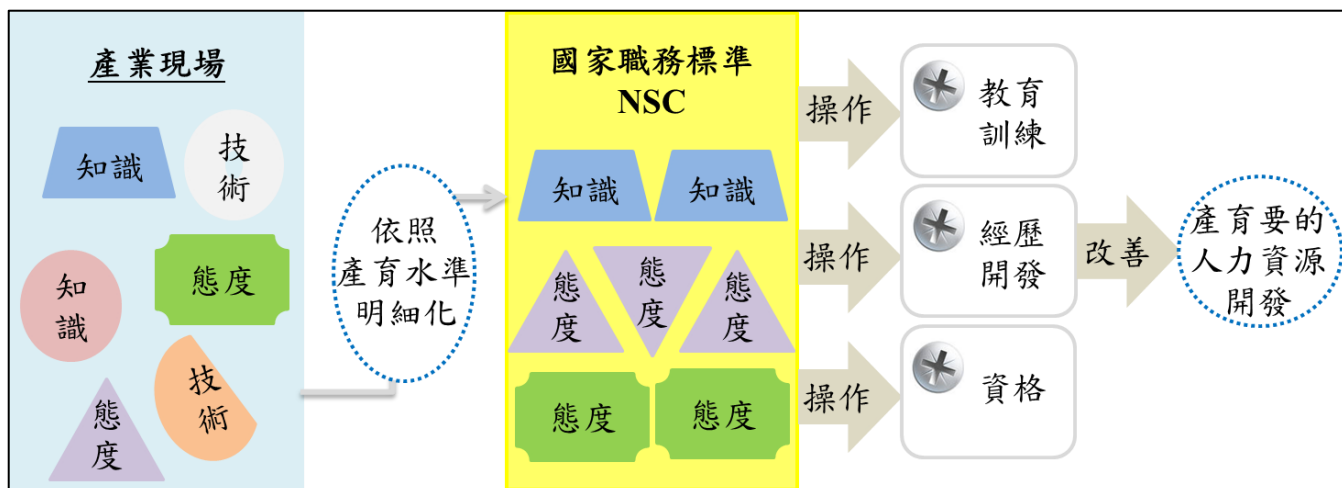 產業現場
知識
技術
知識
態度
技術
態度
依照
產育水準
明細化
國家職務標準
NSC
知識
知識
態度
態度
態度
態度
態度
操作
教育
訓練
操作
經歷
開發
操作
資格
改善
產育要的
人力資源
開發